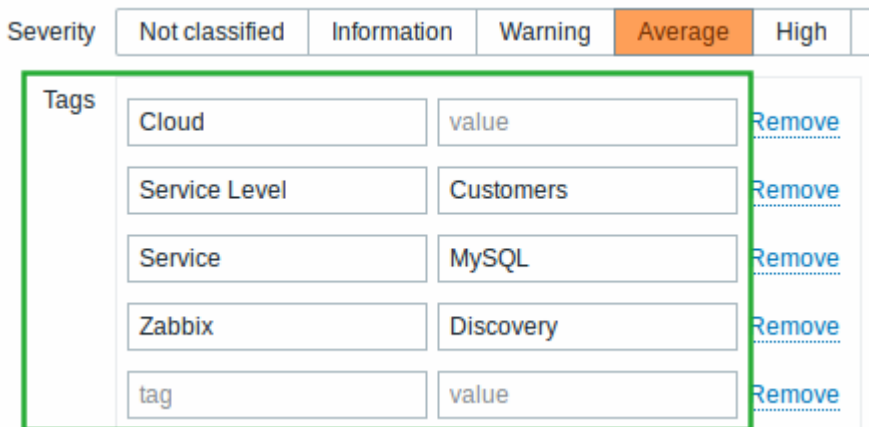 Severity Not classified Information Warning Average High
Tags
Cloud value Remove
Service Level Customers Remove
Service MySQL Remove
Zabbix Discovery Remove
tag value Remove